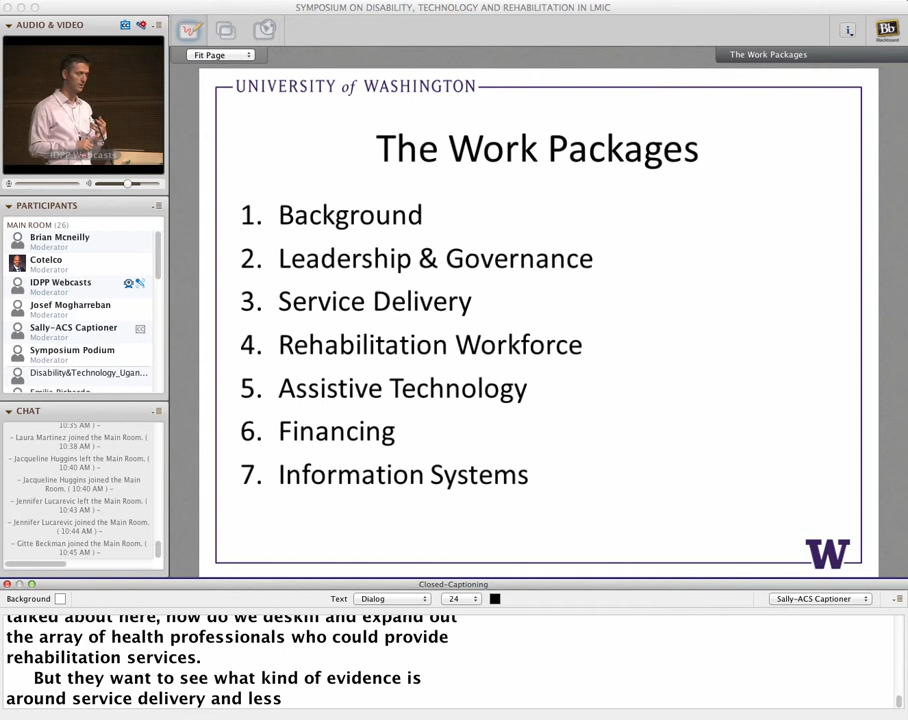 SYMPOSIUM ON DISABILITY, TECHNOLOGY AND REHABILITATION IN LMIC
AUDIO & VIDEO
IDPP Webcasts
PARTICIPANTS
MAIN ROOM (26)
Brian Mcneilly
Moderator
Cotelco
Moderator
IDPP Webcasts
Moderator
Josef Mogharreban
Moderator
Sally-ACS Captioner
Moderator
Symposium Podium
Moderator
Disability&Technology_Ugan...
CHAT
10:35 AM ) -
- Laura Martinez joined the Main Room. (
10:38 AM ) -
- Jacqueline Huggins left the Main Room. (
10:40 AM ) -
- Jacqueline Huggins joined the Main
Room. ( 10:40 AM ) -
- Jennifer Lucarevic left the Main Room. (
10:43 AM ) -
- Jennifer Lucarevic joined the Main Room.
( 10:44 AM ) -
- Gitte Beckman joined the Main Room. (
10:45 AM ) -
Fit Page
The Work Packages
Bb
UNIVERSITY of WASHINGTON
The Work Packages
1. Background
2. Leadership & Governance
3. Service Delivery
4. Rehabilitation Workforce
5. Assistive Technology
6. Financing
7. Information Systems
W
Closed-Captioning
Background
Text
Dialog
24
Sally-ACS Captioner
talked about here, how do we deskill and expand out
the array of health professionals who could provide
rehabilitation services.
But they want to see what kind of evidence is
around service delivery and less